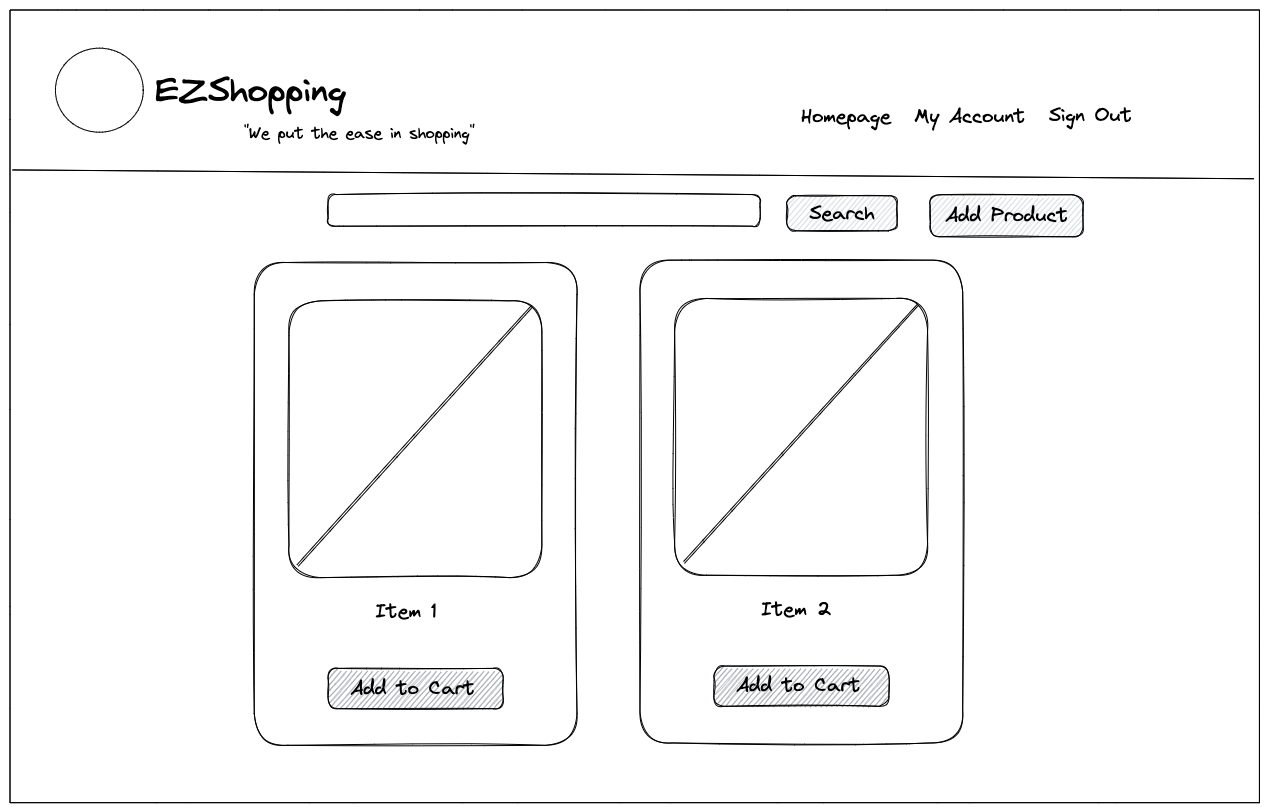 EZShopping
"We put the ease in shopping"
Homepage My Account Sign Out
Search Add Product
Item 1
Add to Cart
Item 2
Add to Cart